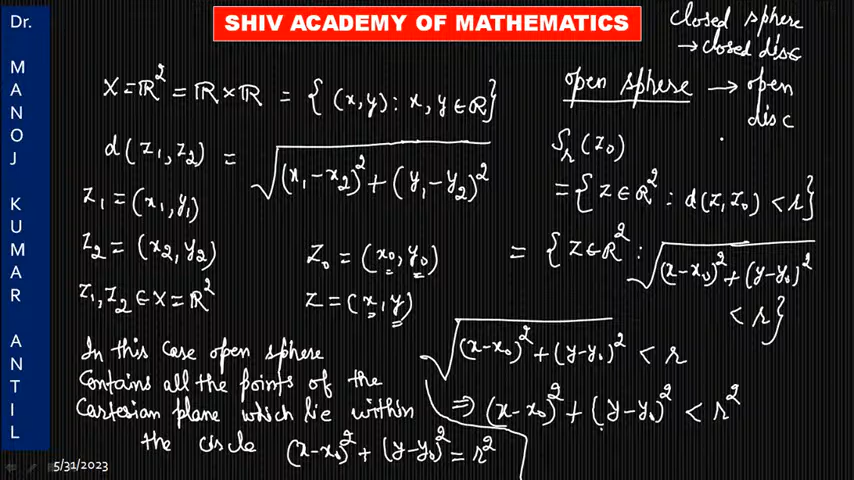 SHIV ACADEMY OF MATHEMATICS
Dr.
MANOJ KUMAR ANTIL
closed sphere
→ closed disc
open sphere → open disc
X = ℝ² = ℝ × ℝ = { (x, y) : x, y ∈ ℝ }
d(z₁, z₂) = √((x₁ - x₂)² + (y₁ - y₂)²)
z₁ = (x₁, y₁)
z₂ = (x₂, y₂)
z₁, z₂ ∈ X = ℝ²
z₀ = (x₀, y₀)
z = (x, y)
Sᵣ(z₀)
= { z ∈ ℝ² : d(z, z₀) < r }
= { z ∈ ℝ² : √((x - x₀)² + (y - y₀)²)
< r }
√((x - x₀)² + (y - y₀)²) < r
⇒ (x - x₀)² + (y - y₀)² < r²
In this case open sphere
Contains all the points of the
Cartesian plane which lie within
the circle (x - x₀)² + (y - y₀)² = r²
5/31/2023